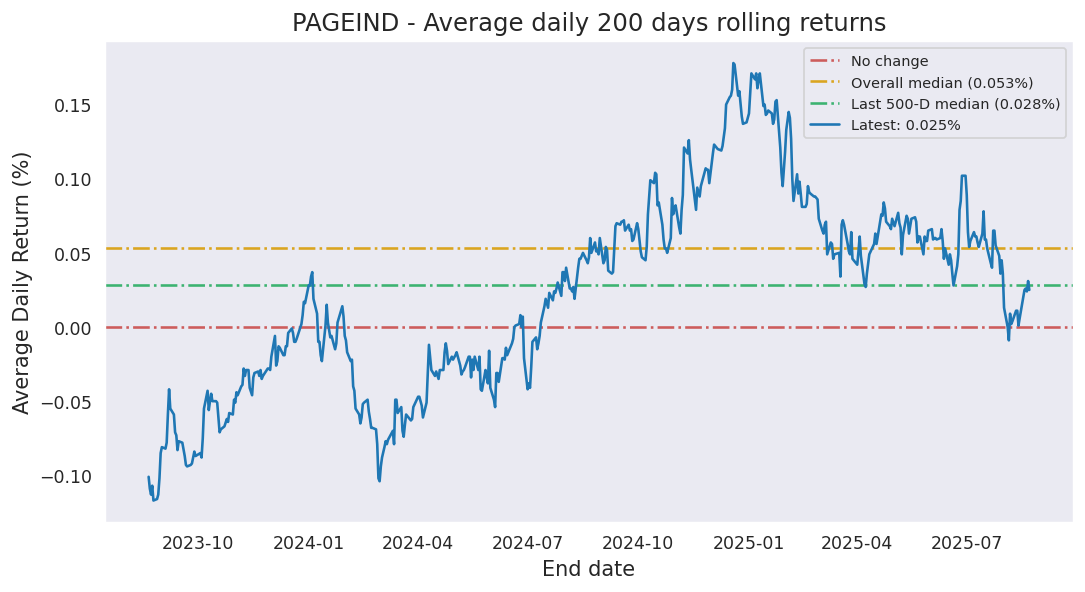 PAGEIND - Average daily 200 days rolling returns
No change
Overall median (0.053%)
Last 500-D median (0.028%)
Latest: 0.025%
Average Daily Return (%)
0.15
0.10
0.05
0.00
−0.05
−0.10
2023-10 2024-01 2024-04 2024-07 2024-10 2025-01 2025-04 2025-07
End date